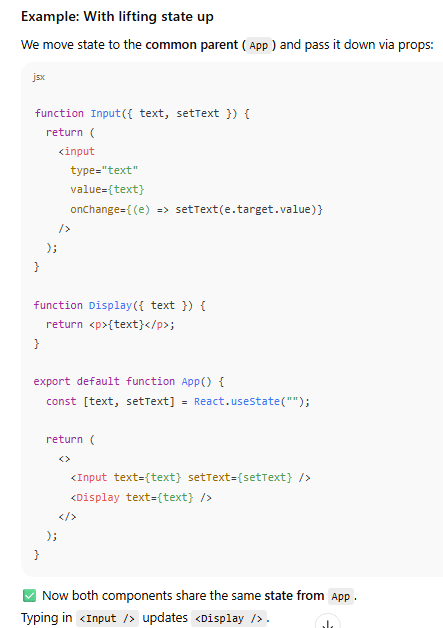 Example: With lifting state up
We move state to the common parent ( App ) and pass it down via props:
jsx
function Input({ text, setText }) {
  return (
    <input
      type="text"
      value={text}
      onChange={(e) => setText(e.target.value)}
    />
  );
}
function Display({ text }) {
  return <p>{text}</p>;
}
export default function App() {
  const [text, setText] = React.useState("");
  return (
    <>
      <Input text={text} setText={setText} />
      <Display text={text} />
    </>
  );
}
✅ Now both components share the same state from App .
Typing in <Input /> updates <Display /> .